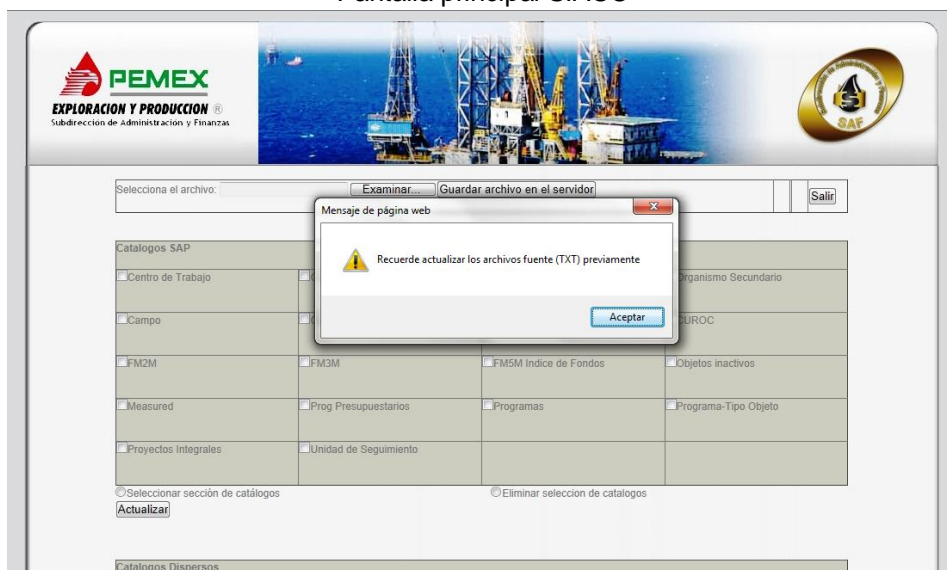 PEMEX
EXPLORACION Y PRODUCCION ®
Subdirección de Administración y Finanzas
SAF
Selecciona el archivo:
Examinar...
Guardar archivo en el servidor
Salir
Mensaje de página web
Recuerde actualizar los archivos fuente (TXT) previamente
Aceptar
Catalogos SAP
Centro de Trabajo
Organismo Secundario
Campo
CUROC
FM2M
FM3M
FM5M Indice de Fondos
Objetos inactivos
Measured
Prog Presupuestarios
Programas
Programa-Tipo Objeto
Proyectos Integrales
Unidad de Seguimiento
Seleccionar sección de catálogos
Eliminar seleccion de catalogos
Actualizar
Catalogos Dispersos